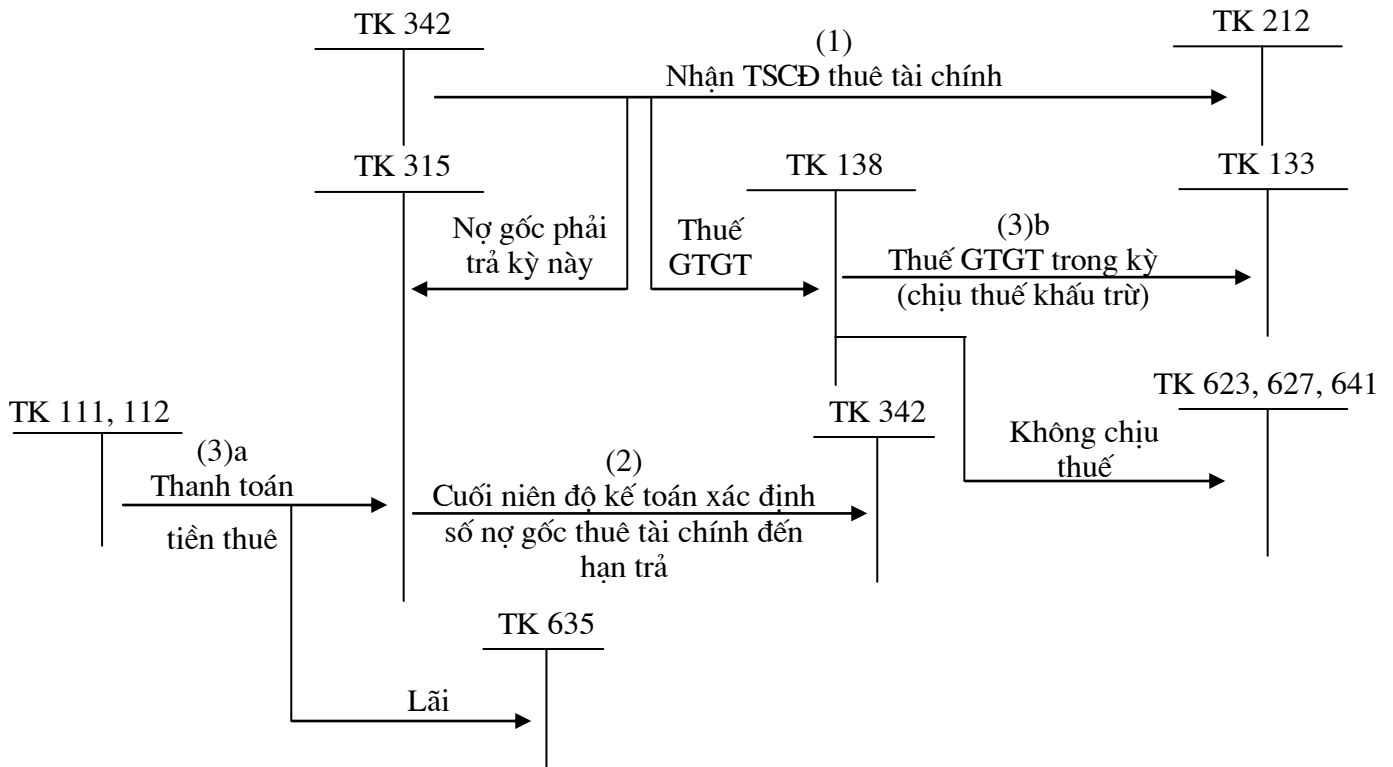 TK 342
(1)
TK 212
Nhận TSCĐ thuê tài chính
TK 315
TK 138
TK 133
Nợ gốc phải
trả kỳ này
Thuế
GTGT
(3)b
Thuế GTGT trong kỳ
(chịu thuế khấu trừ)
TK 111, 112
TK 342
TK 623, 627, 641
(3)a
Thanh toán
tiền thuê
(2)
Cuối niên độ kế toán xác định
số nợ gốc thuê tài chính đến
hạn trả
Không chịu
thuế
TK 635
Lãi